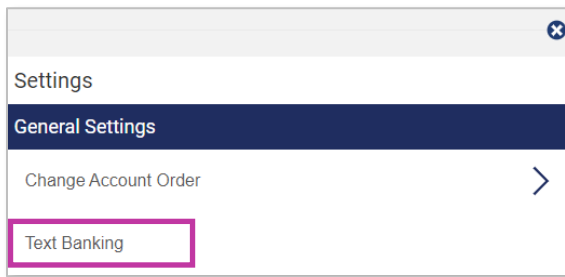 Settings
General Settings
Change Account Order
Text Banking